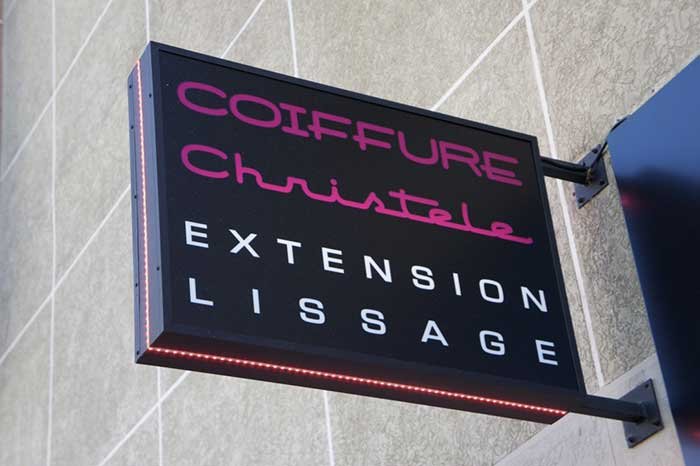 COIFFURE
Christele
EXTENSION
LISSAGE